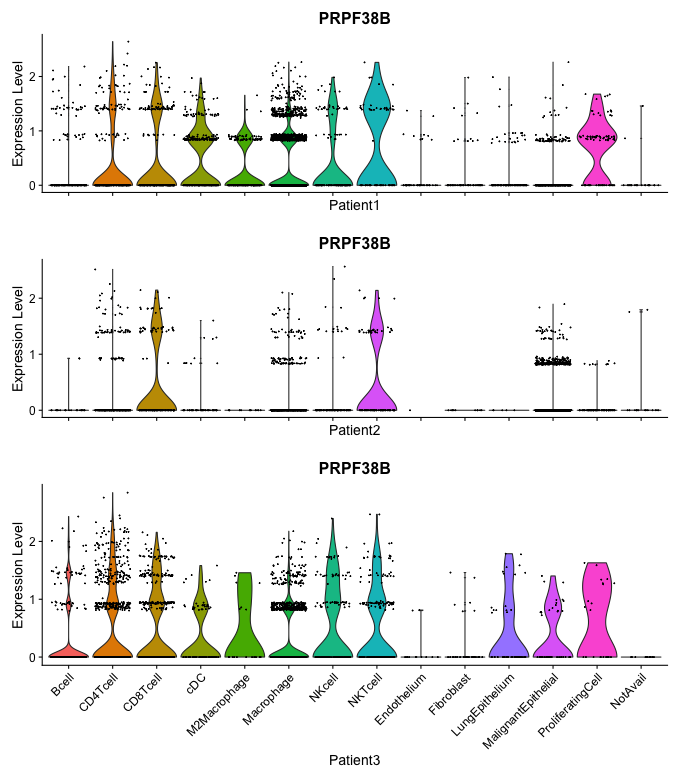 PRPF38B
Expression Level
2
1
0
Patient1
PRPF38B
Expression Level
2
1
0
Patient2
PRPF38B
Expression Level
2
1
0
Bcell
CD4Tcell
CD8Tcell
cDC
M2Macrophage
Macrophage
NKcell
NKTcell
Endothelium
Fibroblast
LungEpithelium
MalignantEpithelial
ProliferatingCell
NotAvail
Patient3